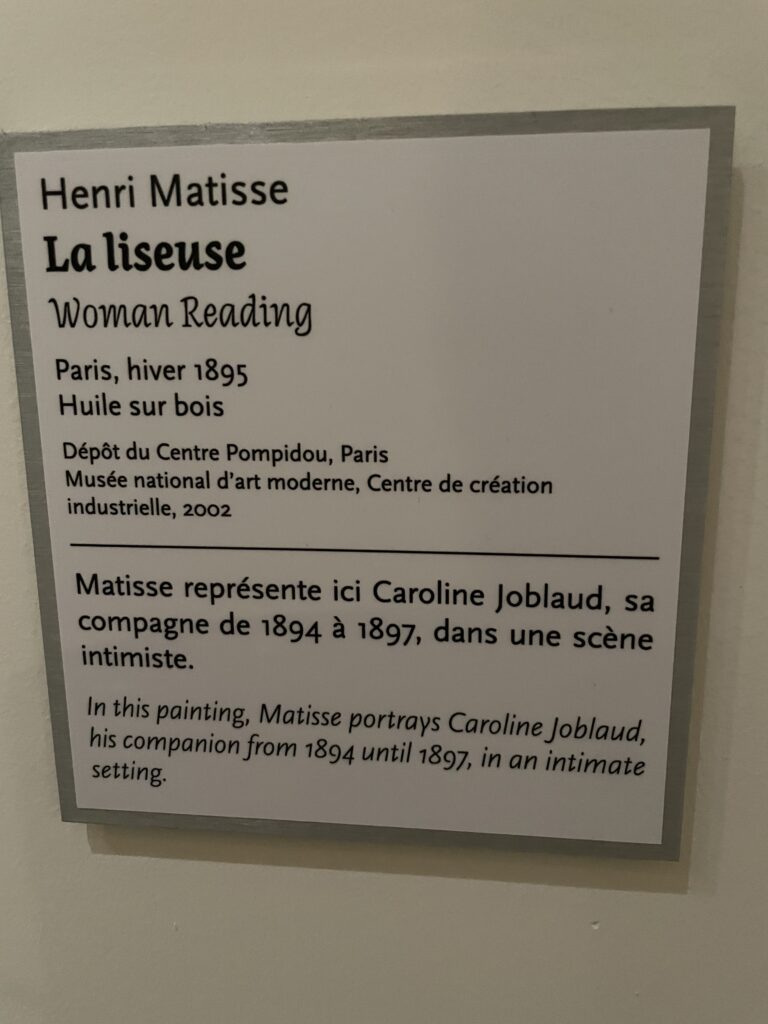 Henri Matisse
La liseuse
Woman Reading
Paris, hiver 1895
Huile sur bois
Dépôt du Centre Pompidou, Paris
Musée national d'art moderne, Centre de création
industrielle, 2002
Matisse représente ici Caroline Joblaud, sa
compagne de 1894 à 1897, dans une scène
intimiste.
In this painting, Matisse portrays Caroline Joblaud,
his companion from 1894 until 1897, in an intimate
setting.